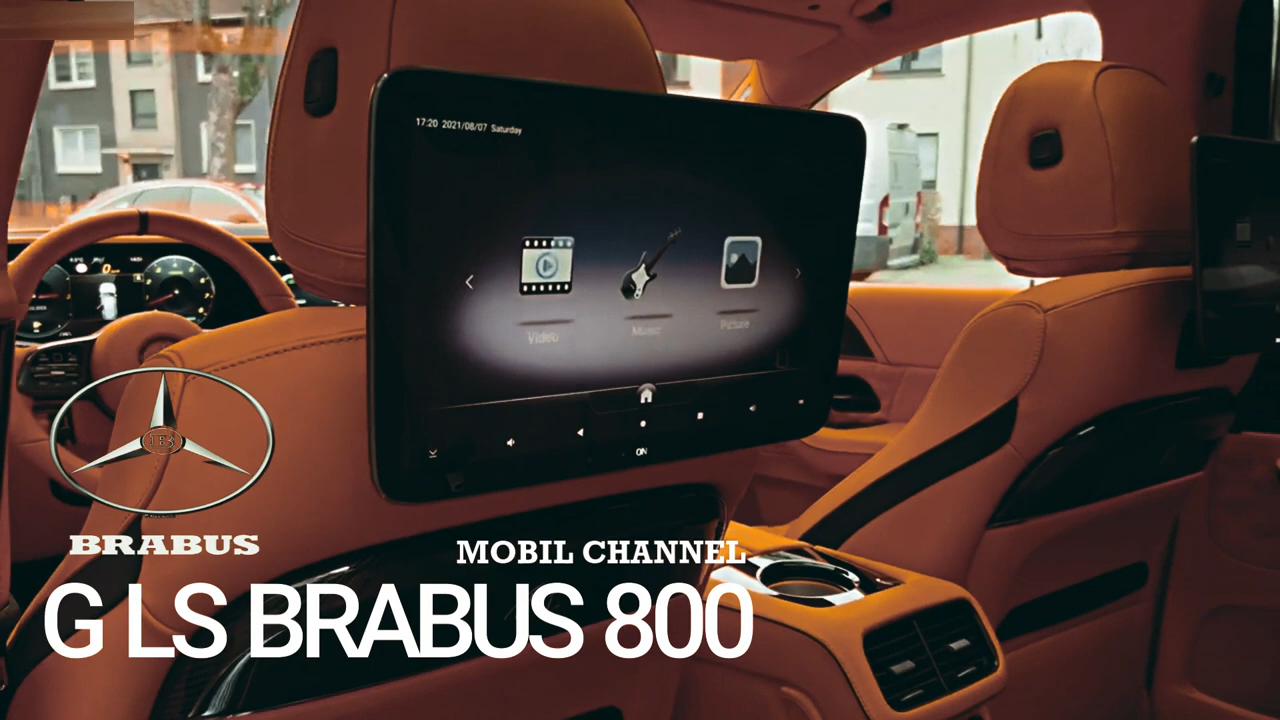 17:20 2021/08/07 Saturday
Video
Music
Picture
ON
B
BRABUS
MOBIL CHANNEL
G LS BRABUS 800